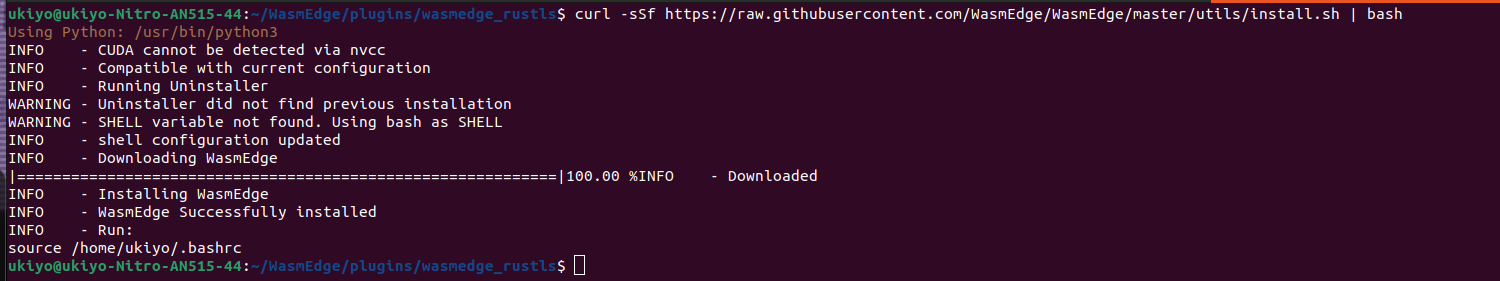 ukiyo@ukiyo-Nitro-AN515-44:~/WasmEdge/plugins/wasmedge_rustls$ curl -sSf https://raw.githubusercontent.com/WasmEdge/WasmEdge/master/utils/install.sh | bash
Using Python: /usr/bin/python3
INFO    - CUDA cannot be detected via nvcc
INFO    - Compatible with current configuration
INFO    - Running Uninstaller
WARNING - Uninstaller did not find previous installation
WARNING - SHELL variable not found. Using bash as SHELL
INFO    - shell configuration updated
INFO    - Downloading WasmEdge
|============================================================|100.00 %INFO    - Downloaded
INFO    - Installing WasmEdge
INFO    - WasmEdge Successfully installed
INFO    - Run:
source /home/ukiyo/.bashrc
ukiyo@ukiyo-Nitro-AN515-44:~/WasmEdge/plugins/wasmedge_rustls$